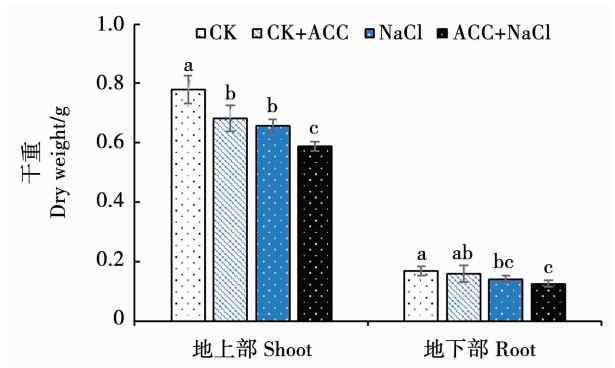 CK CK+ACC NaCl ACC+NaCl
干重
Dry weight/g
1.0
0.8
0.6
0.4
0.2
0
a b b c
a ab bc c
地上部 Shoot 地下部 Root